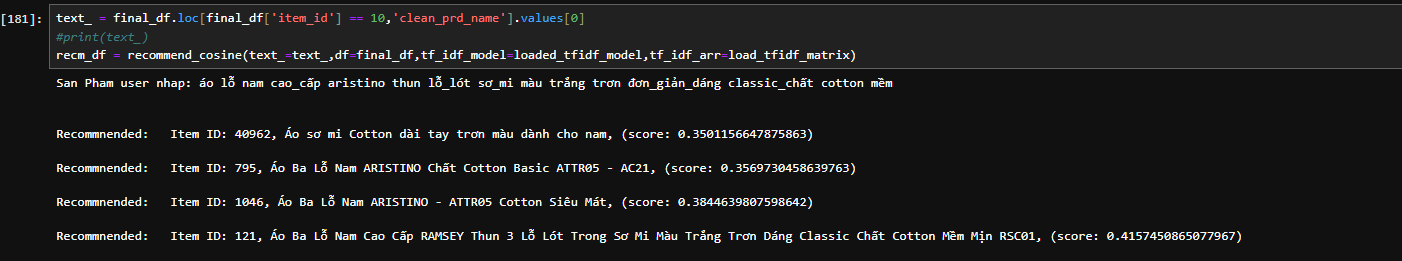 [181]: text_ = final_df.loc[final_df['item_id'] == 10,'clean_prd_name'].values[0]
#print(text_)
recm_df = recommend_cosine(text_=text_,df=final_df,tf_idf_model=loaded_tfidf_model,tf_idf_arr=load_tfidf_matrix)
San Pham user nhap: áo lỗ nam cao_cấp aristino thun lỗ_lót sơ_mi màu trắng trơn đơn_giản_dáng classic_chất cotton mềm
Recommnended: Item ID: 40962, Áo sơ mi Cotton dài tay trơn màu dành cho nam, (score: 0.3501156647875863)
Recommnended: Item ID: 795, Áo Ba Lỗ Nam ARISTINO Chất Cotton Basic ATTR05 - AC21, (score: 0.3569730458639763)
Recommnended: Item ID: 1046, Áo Ba Lỗ Nam ARISTINO - ATTR05 Cotton Siêu Mát, (score: 0.3844639807598642)
Recommnended: Item ID: 121, Áo Ba Lỗ Nam Cao Cấp RAMSEY Thun 3 Lỗ Lót Trong Sơ Mi Màu Trắng Trơn Dáng Classic Chất Cotton Mềm Mịn RSC01, (score: 0.4157450865077967)